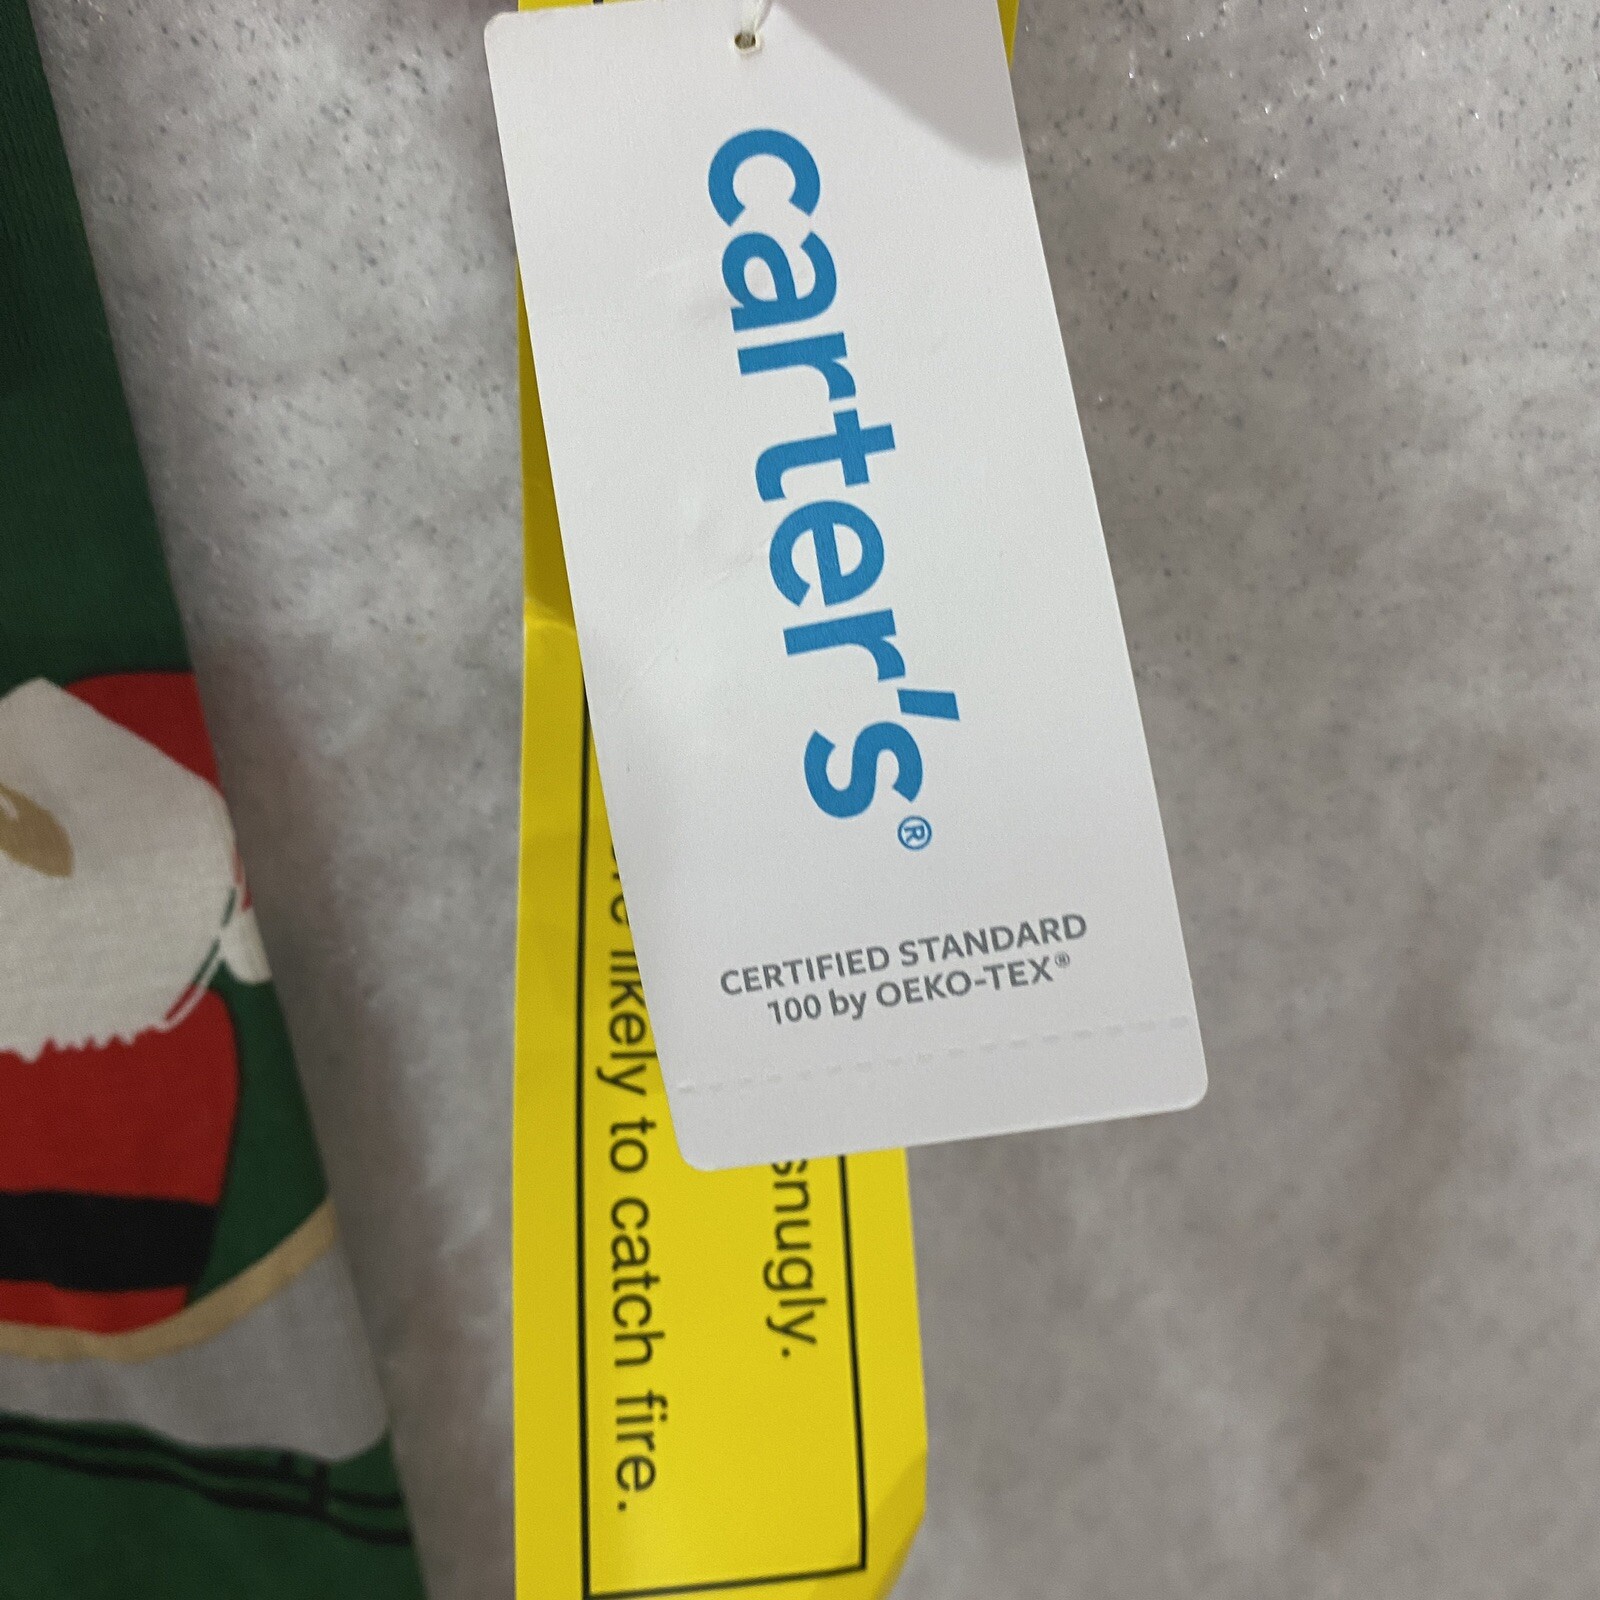 carter's®
CERTIFIED STANDARD
100 by OEKO-TEX®
snugly.
likely to catch fire.